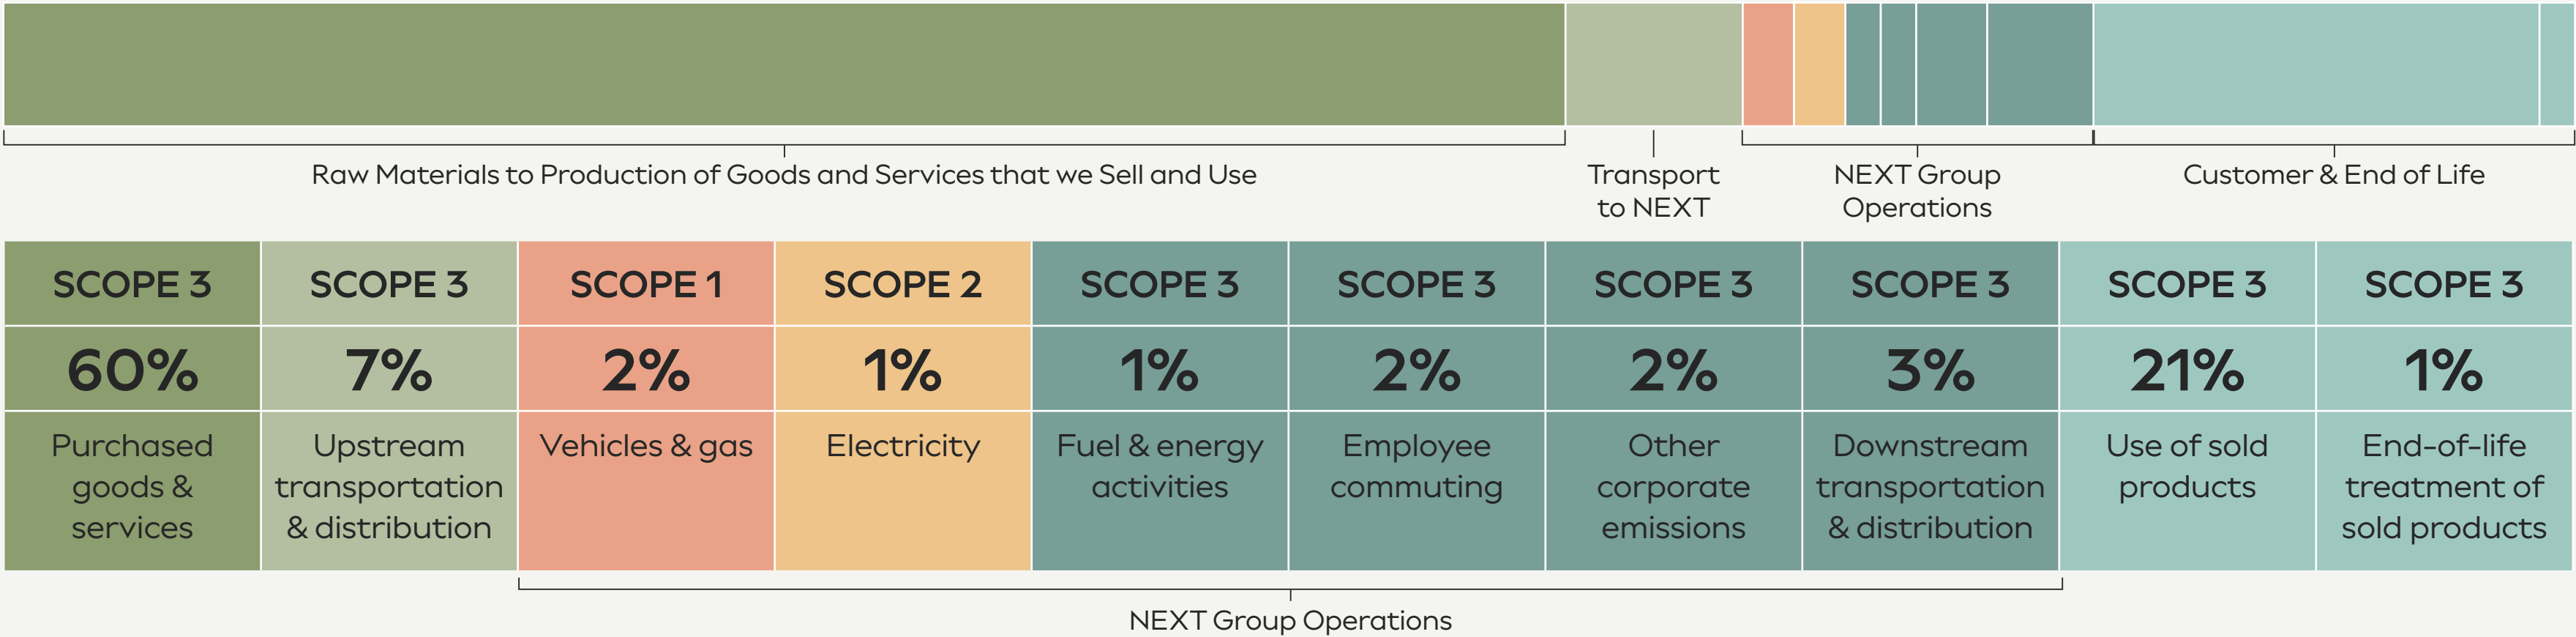 Raw Materials to Production of Goods and Services that we Sell and Use
Transport
to NEXT
NEXT Group
Operations
Customer & End of Life
SCOPE 3
60%
Purchased
goods &
services
SCOPE 3
7%
Upstream
transportation
& distribution
SCOPE 1
2%
Vehicles & gas
SCOPE 2
1%
Electricity
SCOPE 3
1%
Fuel & energy
activities
SCOPE 3
2%
Employee
commuting
SCOPE 3
2%
Other
corporate
emissions
SCOPE 3
3%
Downstream
transportation
& distribution
SCOPE 3
21%
Use of sold
products
SCOPE 3
1%
End-of-life
treatment of
sold products
NEXT Group Operations